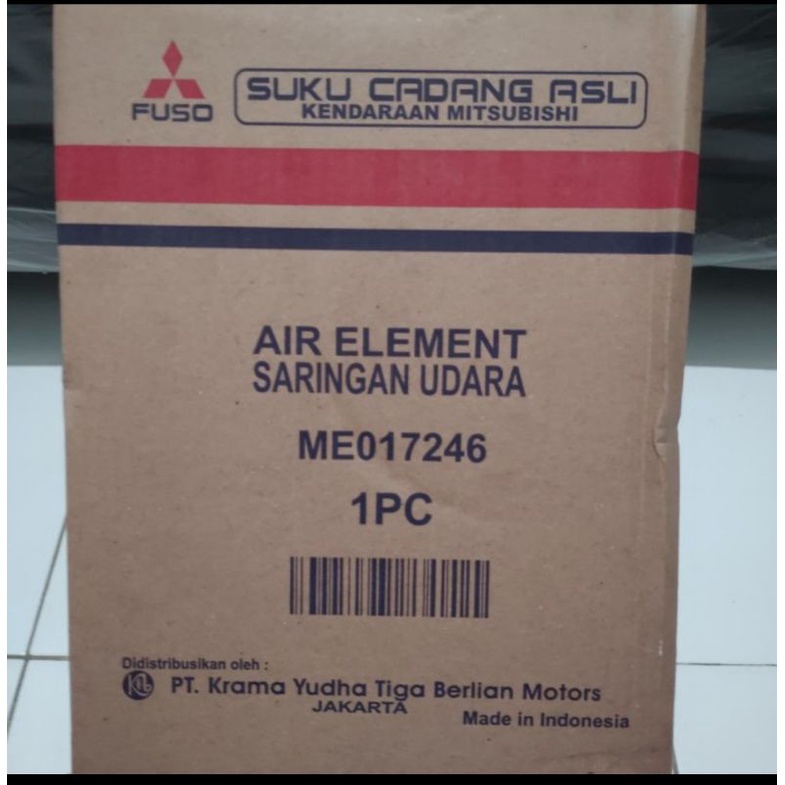 FUSO
SUKU CADANG ASLI
KENDARAAN MITSUBISHI
AIR ELEMENT
SARINGAN UDARA
ME017246
1PC
Didistribusikan oleh :
PT. Krama Yudha Tiga Berlian Motors
JAKARTA
Made in Indonesia